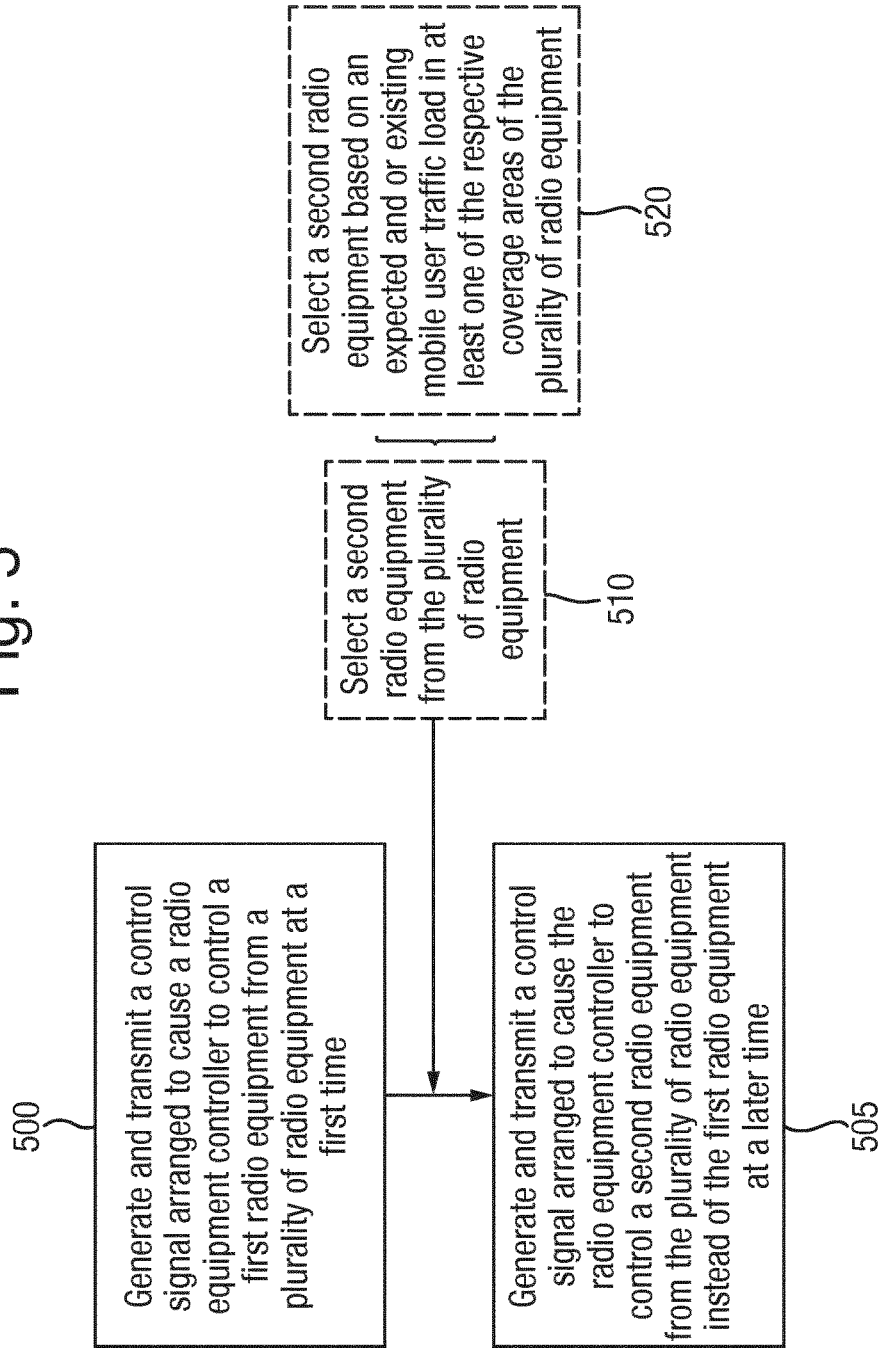 Fig. 5
500
Generate and transmit a control
signal arranged to cause a radio
equipment controller to control a
first radio equipment from a
plurality of radio equipment at a
first time
Generate and transmit a control
signal arranged to cause the
radio equipment controller to
control a second radio equipment
from the plurality of radio equipment
instead of the first radio equipment
at a later time
505
Select a second
radio equipment
from the plurality
of radio
equipment
510
Select a second radio
equipment based on an
expected and or existing
mobile user traffic load in at
least one of the respective
coverage areas of the
plurality of radio equipment
520